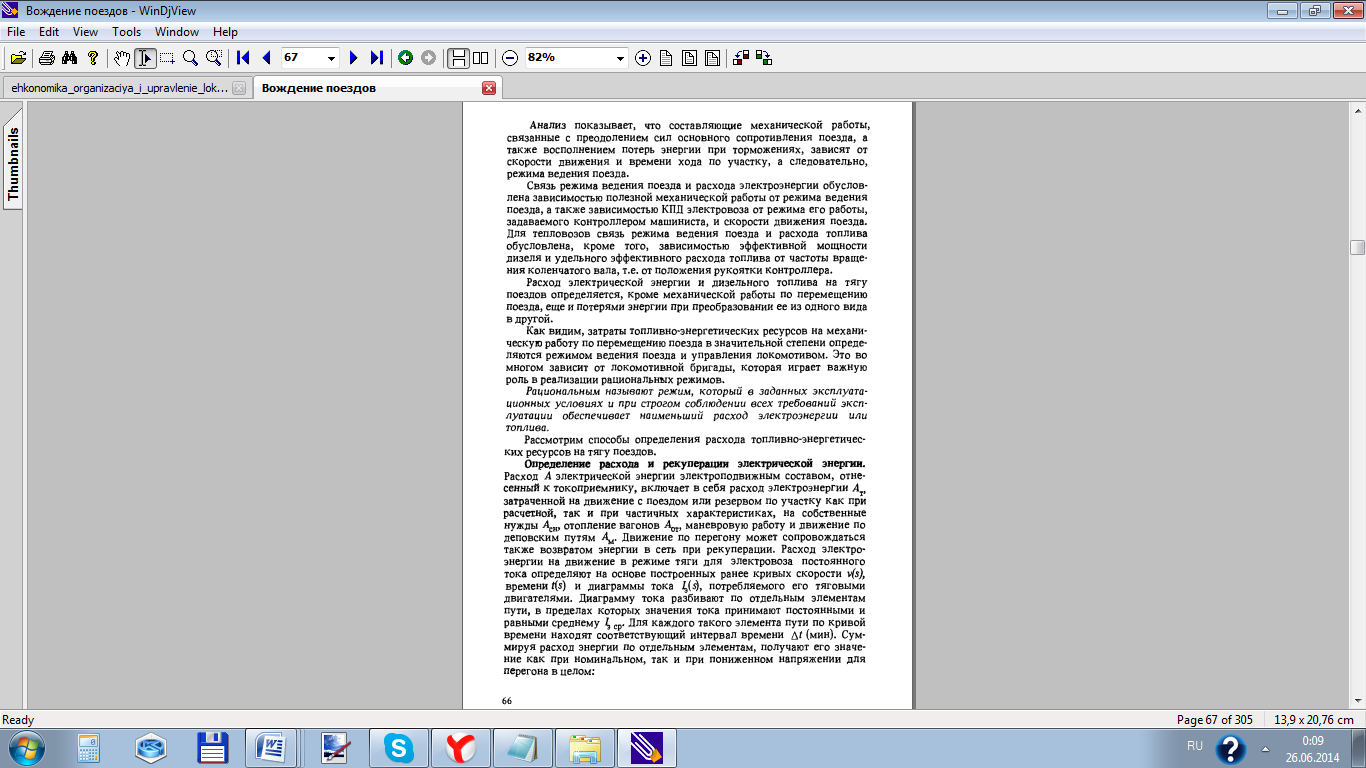 Вождение поездов - WinDjView
File Edit View Tools Window Help
67
82%
ehkonomika_organizaciya_i_upravlenie_lok...
Вождение поездов
Thumbnails
Анализ показывает, что составляющие механической работы,
связанные с преодолением сил основного сопротивления поезда, а
также восполнением потерь энергии при торможениях, зависят от
скорости движения и времени хода по участку, а следовательно,
режима ведения поезда.
Связь режима ведения поезда и расхода электроэнергии обуслов-
лена зависимостью полезной механической работы от режима ведения
поезда, а также зависимостью КПД электровоза от режима его работы,
задаваемого контроллером машиниста, и скорости движения поезда.
Для тепловозов связь режима ведения поезда и расхода топлива
обусловлена, кроме того, зависимостью эффективной мощности
дизеля и удельного эффективного расхода топлива от частоты враще-
ния коленчатого вала, т.е. от положения рукоятки контроллера.
Расход электрической энергии и дизельного топлива на тягу
поездов определяется, кроме механической работы по перемещению
поезда, еще и потерями энергии при преобразовании ее из одного вида
в другой.
Как видим, затраты топливно-энергетических ресурсов на механи-
ческую работу по перемещению поезда в значительной степени опреде-
ляются режимом ведения поезда и управления локомотивом. Это во
многом зависит от локомотивной бригады, которая играет важную
роль в реализации рациональных режимов.
Рациональным называют режим, который в заданных эксплуата-
ционных условиях и при строгом соблюдении всех требований эксп-
луатации обеспечивает наименьший расход электроэнергии или
топлива.
Рассмотрим способы определения расхода топливно-энергетичес-
ких ресурсов на тягу поездов.
Определение расхода и рекуперации электрической энергии.
Расход A электрической энергии электроподвижным составом, отне-
сенный к токоприемнику, включает в себя расход электроэнергии Aт,
затраченной на движение с поездом или резервом по участку как при
расчетной, так и при частичных характеристиках, на собственные
нужды Aсн, отопление вагонов Aот, маневровую работу и движение по
деповским путям Aм. Движение по перегону может сопровождаться
также возвратом энергии в сеть при рекуперации. Расход электро-
энергии на движение в режиме тяги для электровоза постоянного
тока определяют на основе построенных ранее кривых скорости v(s),
времени t(s) и диаграммы тока Iэ(s), потребляемого его тяговыми
двигателями. Диаграмму тока разбивают по отдельным элементам
пути, в пределах которых значения тока принимают постоянными и
равными среднему Iэ ср. Для каждого такого элемента пути по кривой
времени находят соответствующий интервал времени Δt (мин). Сум-
мируя расход энергии по отдельным элементам, получают его значе-
ние как при номинальном, так и при пониженном напряжении для
перегона в целом:
66
Ready
Page 67 of 305
13,9 x 20,76 cm
RU
0:09
26.06.2014